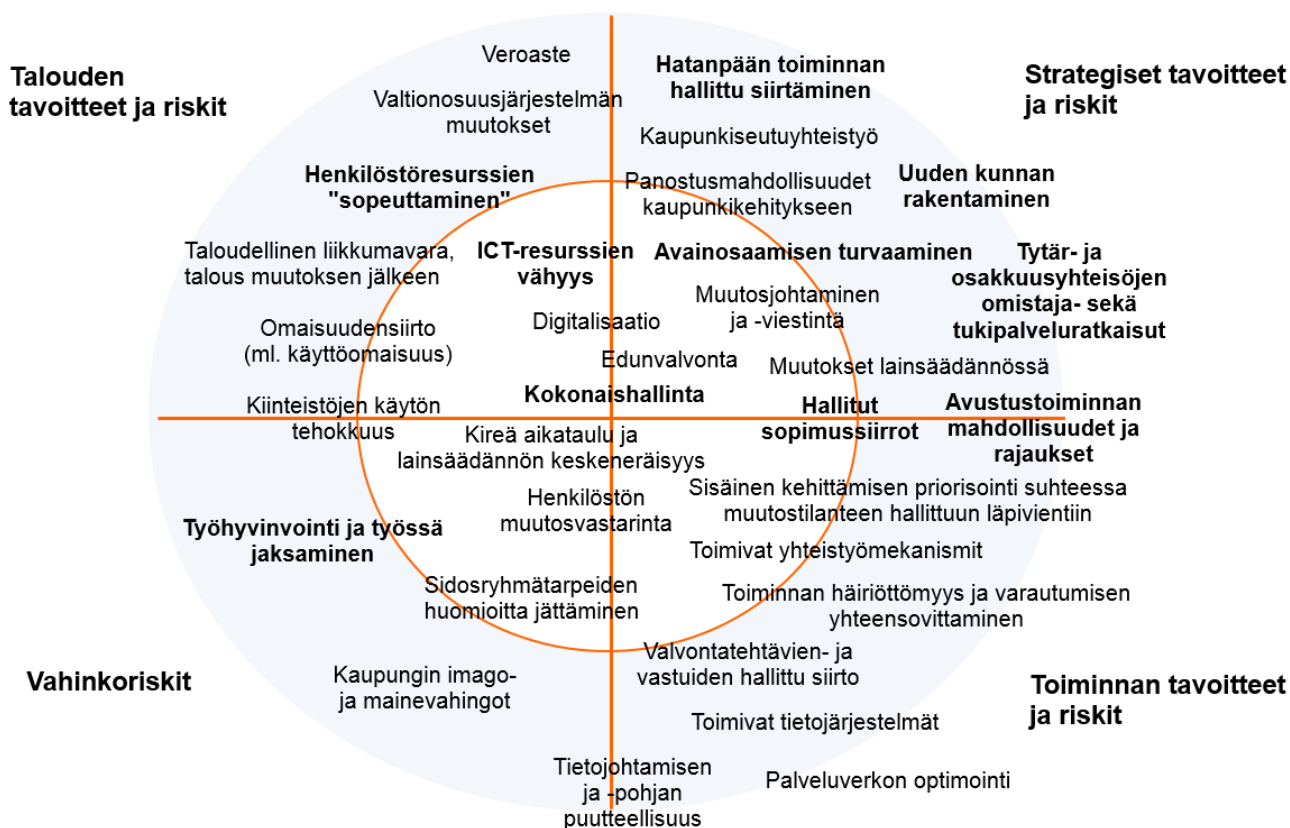 Talouden
tavoitteet ja riskit
Veroaste
Valtionosuusjärjestelmän
muutokset
Henkilöstöresurssien
"sopeuttaminen"
Taloudellinen liikkumavara,
talous muutoksen jälkeen
ICT-resurssien
vähyys
Omaisuudensiirto
(ml. käyttöomaisuus)
Digitalisaatio
Edunvalvonta
Kokonaishallinta
Kiinteistöjen käytön
tehokkuus
Strategiset tavoitteet
ja riskit
Hatanpään toiminnan
hallittu siirtäminen
Kaupunkiseutuyhteistyö
Panostusmahdollisuudet
kaupunkikehitykseen
Uuden kunnan
rakentaminen
Avainosaamisen turvaaminen
Tytär- ja
osakkuusyhteisöjen
omistaja- sekä
tukipalveluratkaisut
Muutosjohtaminen
ja -viestintä
Muutokset lainsäädännössä
Hallitut
sopimussiirrot
Avustustoiminnan
mahdollisuudet ja
rajaukset
Kireä aikataulu ja
lainsäädännön keskeneräisyys
Henkilöstön
muutosvastarinta
Työhyvinvointi ja työssä
jaksaminen
Sidosryhmätarpeiden
huomioitta jättäminen
Vahinkoriskit
Kaupungin imago-
ja mainevahingot
Tietojohtamisen
ja -pohjan
puutteellisuus
Sisäinen kehittämisen priorisointi suhteessa
muutostilanteen hallittuun läpivientiin
Toimivat yhteistyömekanismit
Toiminnan häiriöttömyys ja varautumisen
yhteensovittaminen
Valvontatehtävien- ja
vastuiden hallittu siirto
Toiminnan tavoitteet
ja riskit
Toimivat tietojärjestelmät
Palveluverkon optimointi